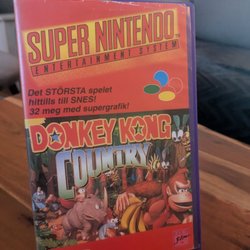 SUPER NINTENDO
ENTERTAINMENT SYSTEM
Det STÖRSTA spelet
hittills till SNES!
32 meg med supergrafik!
DONKEY KONG
COUNTRY